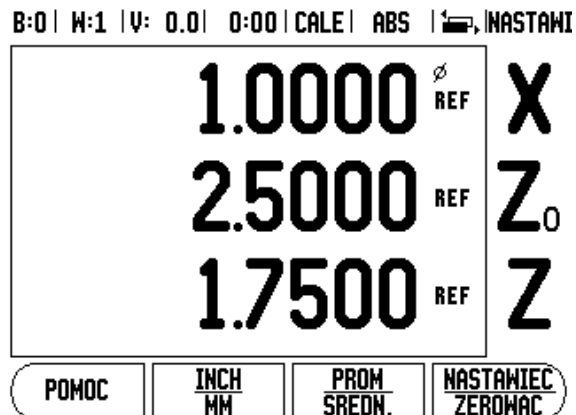 B:0 | W:1 | V: 0.0 | 0:00 | CALE | ABS | NASTAWI
1.0000 Ø REF X
2.5000 REF Z0
1.7500 REF Z
POMOC
INCH
MM
PROM
SREDN.
NASTAWIEC
ZEROWAC